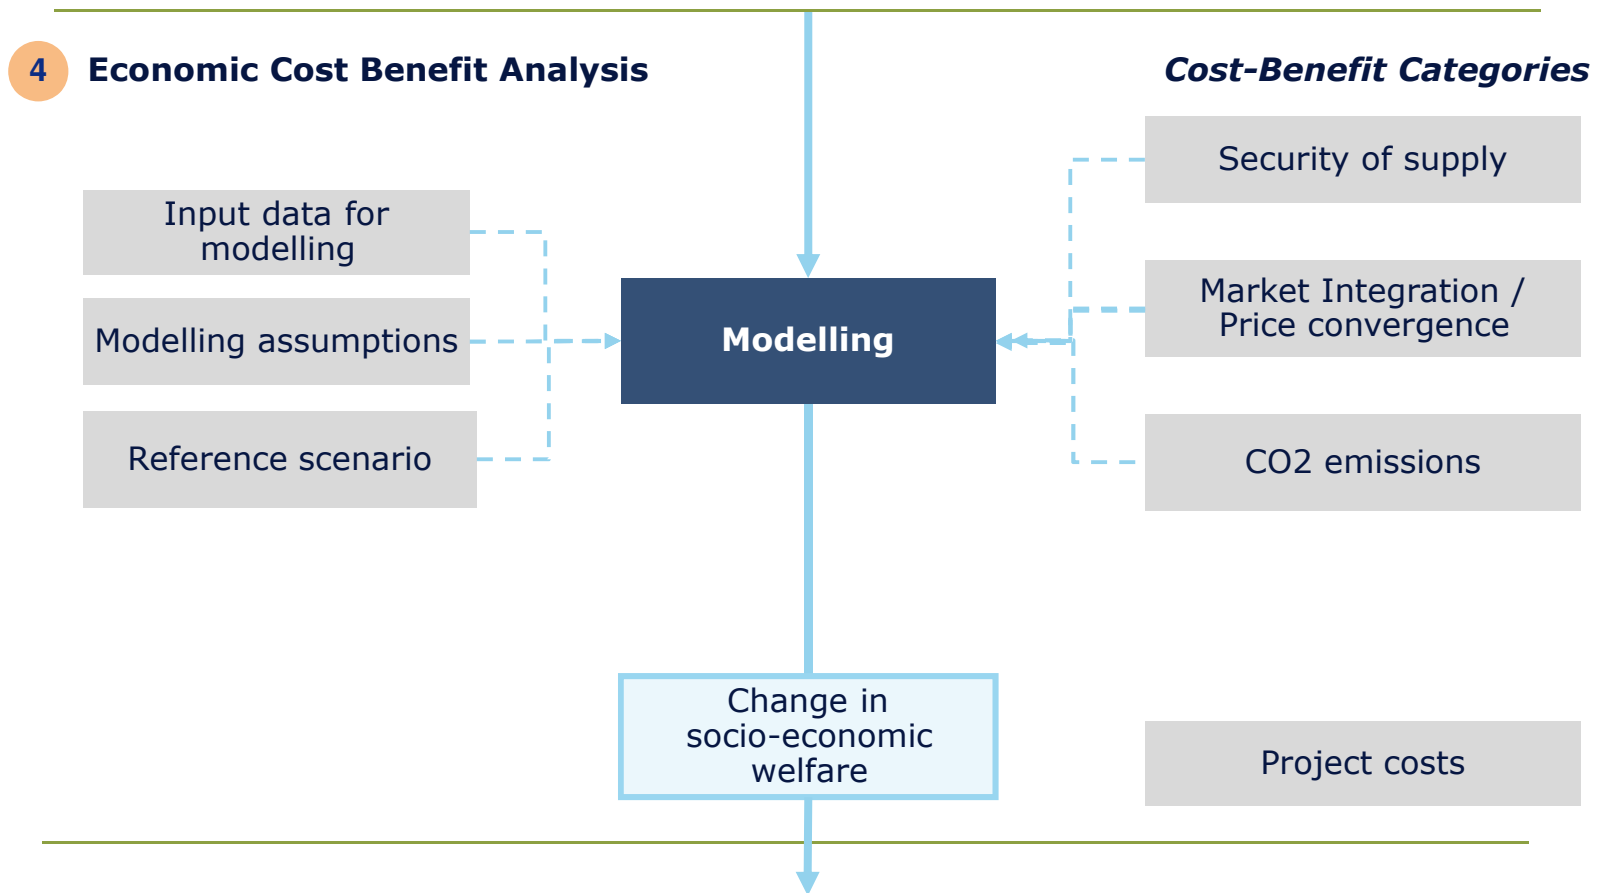 4 Economic Cost Benefit Analysis
Cost-Benefit Categories
Input data for
modelling
Modelling assumptions
Reference scenario
Modelling
Security of supply
Market Integration /
Price convergence
CO2 emissions
Change in
socio-economic
welfare
Project costs